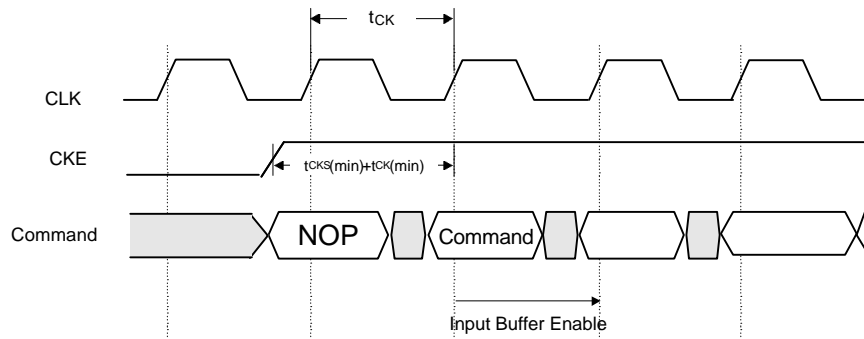 tCK
CLK
CKE
tCKS(min)+tCK(min)
Command
NOP
Command
Input Buffer Enable